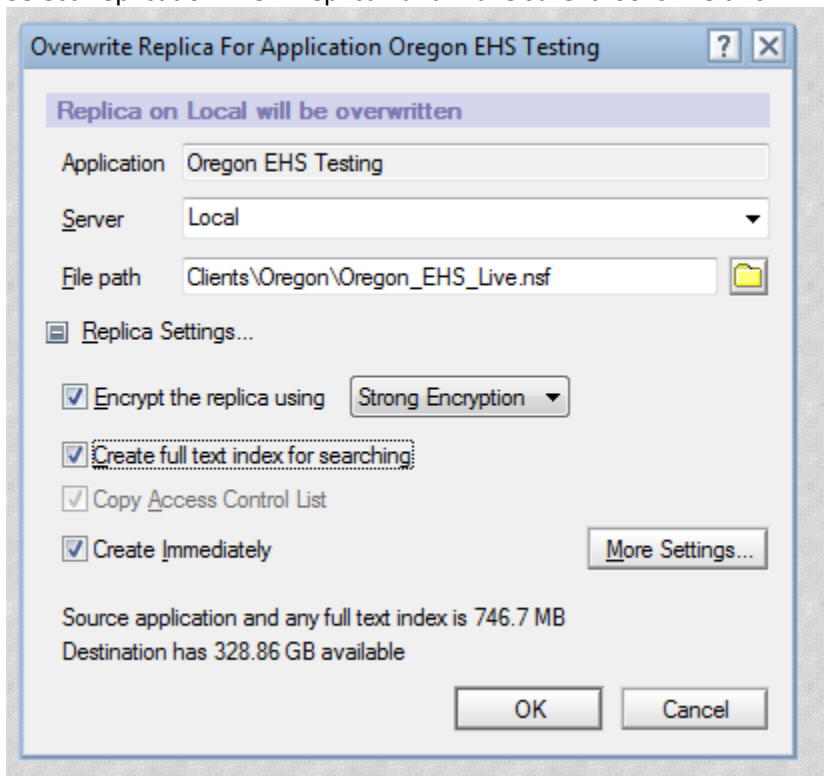 Overwrite Replica For Application Oregon EHS Testing
Replica on Local will be overwritten
Application Oregon EHS Testing
Server Local
File path Clients\Oregon\Oregon_EHS_Live.nsf
Replica Settings...
Encrypt the replica using Strong Encryption
Create full text index for searching
Copy Access Control List
Create Immediately More Settings...
Source application and any full text index is 746.7 MB
Destination has 328.86 GB available
OK Cancel